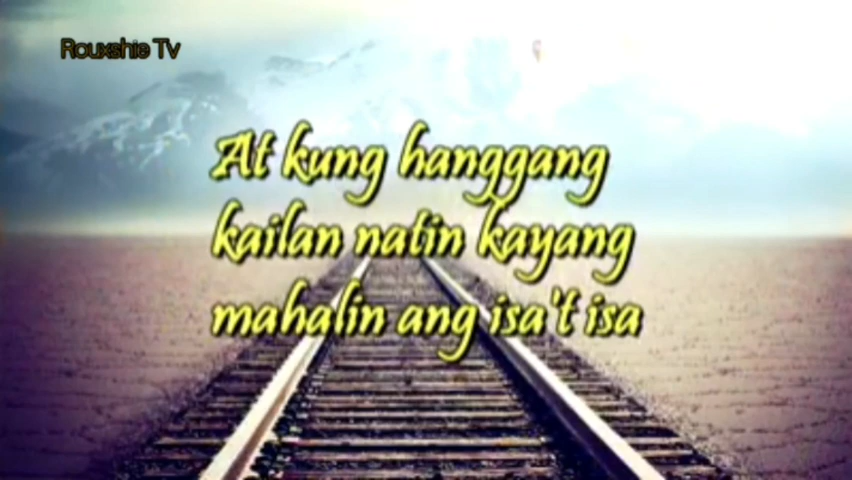 Rouxshie Tv
At kung hanggang
kailan natin kayang
mahalin ang isa't isa